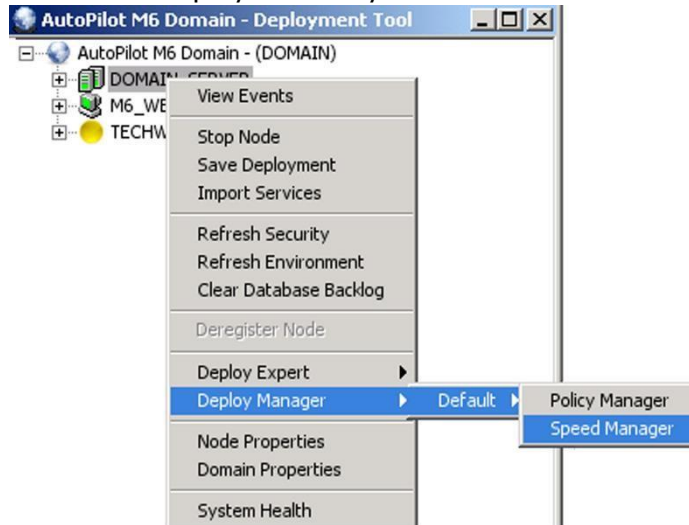 AutoPilot M6 Domain - Deployment Tool
AutoPilot M6 Domain - (DOMAIN)
View Events
M6_WE
TECHW
Stop Node
Save Deployment
Import Services
Refresh Security
Refresh Environment
Clear Database Backlog
Deregister Node
Deploy Expert
Deploy Manager Default Policy Manager
Speed Manager
Node Properties
Domain Properties
System Health